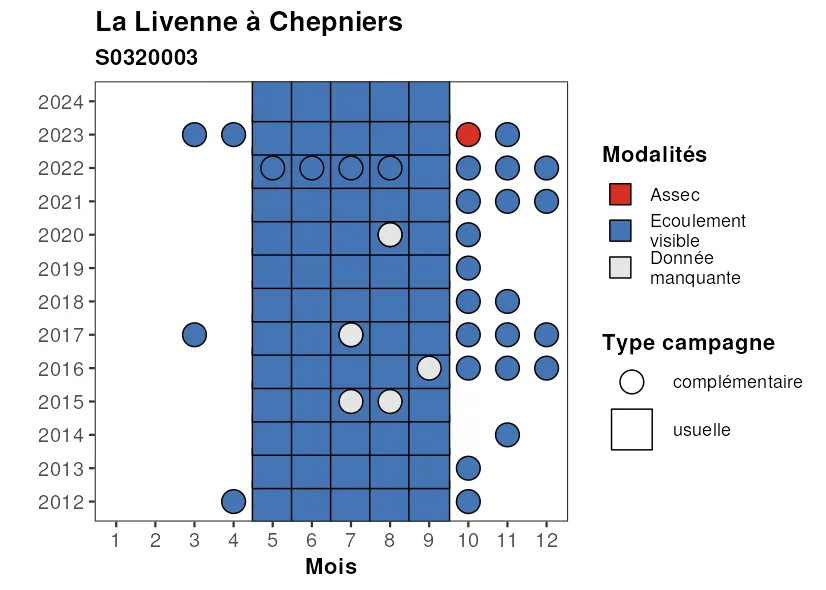 La Livenne à Chepniers
S0320003
2024
2023
2022
2021
2020
2019
2018
2017
2016
2015
2014
2013
2012
1 2 3 4 5 6 7 8 9 10 11 12
Mois
Modalités
Assec
Ecoulement
visible
Donnée
manquante
Type campagne
complémentaire
usuelle